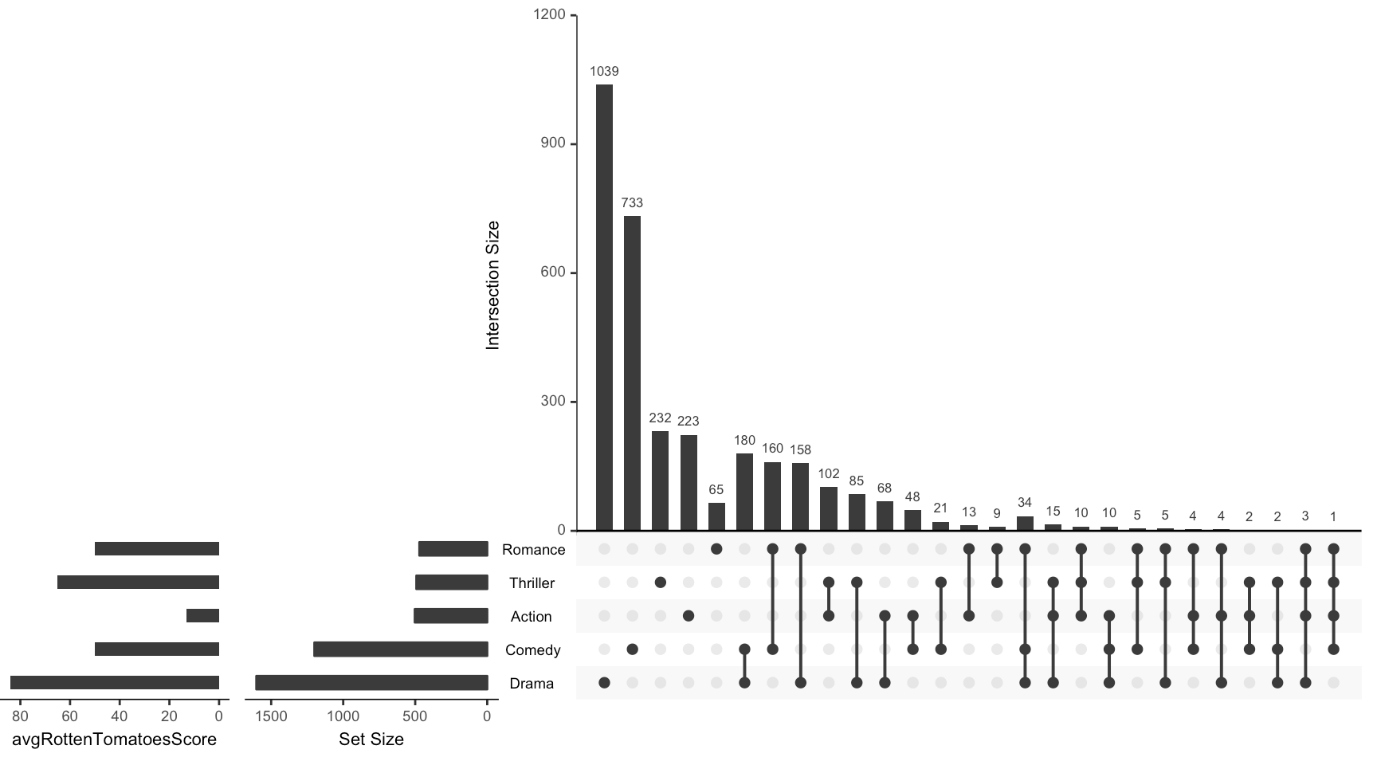 1200
1039
900
733
Intersection Size
600
300
232 223
180 160 158
102 85 68 48
65
21 13 9 34 15 10 10 5 5 4 4 2 2 3 1
0
Romance
Thriller
Action
Comedy
Drama
80 60 40 20 0
1500 1000 500 0
avgRottenTomatoesScore
Set Size